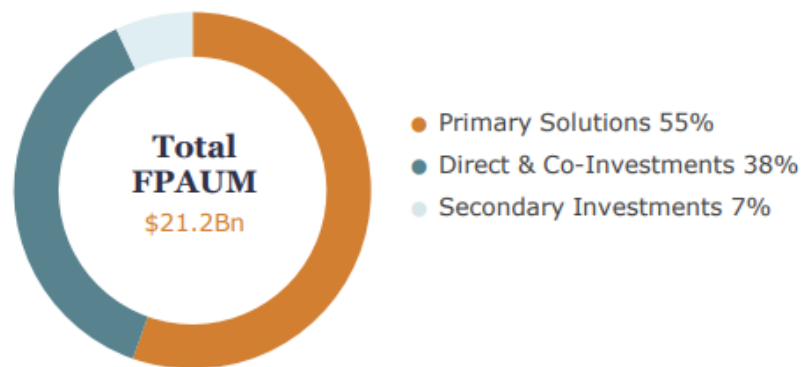 Total
FPAUM
$21.2Bn
Primary Solutions 55%
Direct & Co-Investments 38%
Secondary Investments 7%